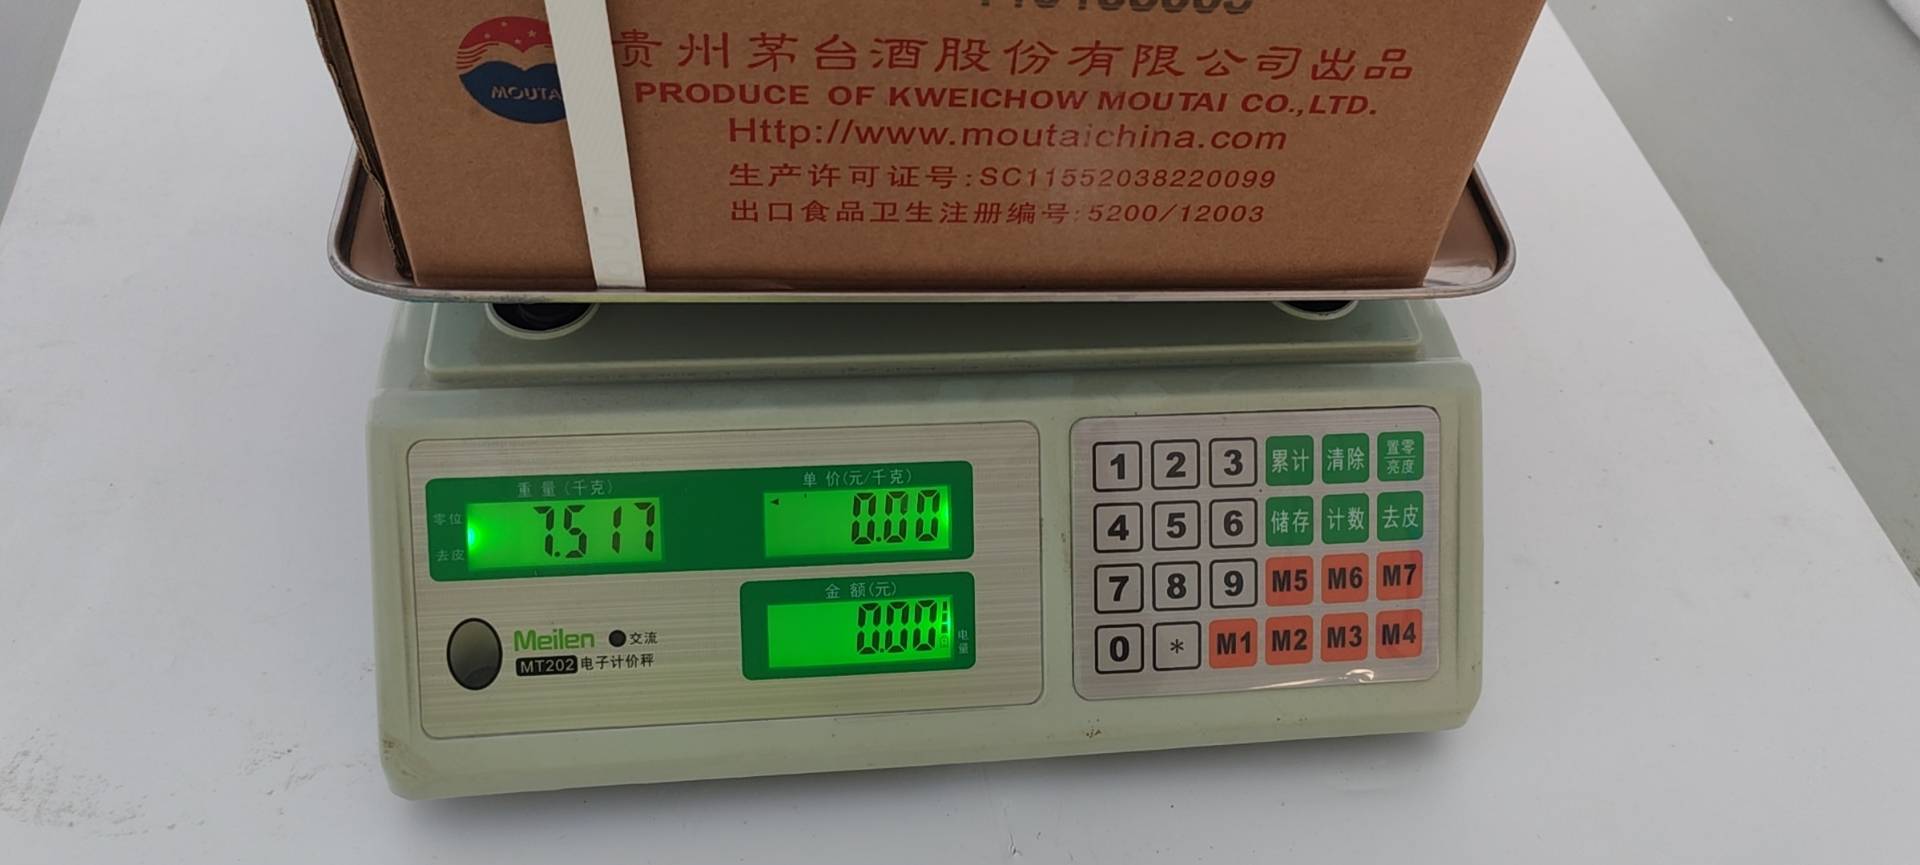 贵州茅台酒股份有限公司出品
MOUTA
PRODUCE OF KWEICHOW MOUTAI CO.,LTD.
Http://www.moutaichina.com
生产许可证号:SC11552038220099
出口食品卫生注册编号:5200/12003
重量(千克)
单价(元/千克)
零位
7.517
0.00
去皮
金额(元)
0.00
电量
Meilen 交流
MT202 电子计价秤
1 2 3 累计 清除 置零 亮度
4 5 6 储存 计数 去皮
7 8 9 M5 M6 M7
0 * M1 M2 M3 M4